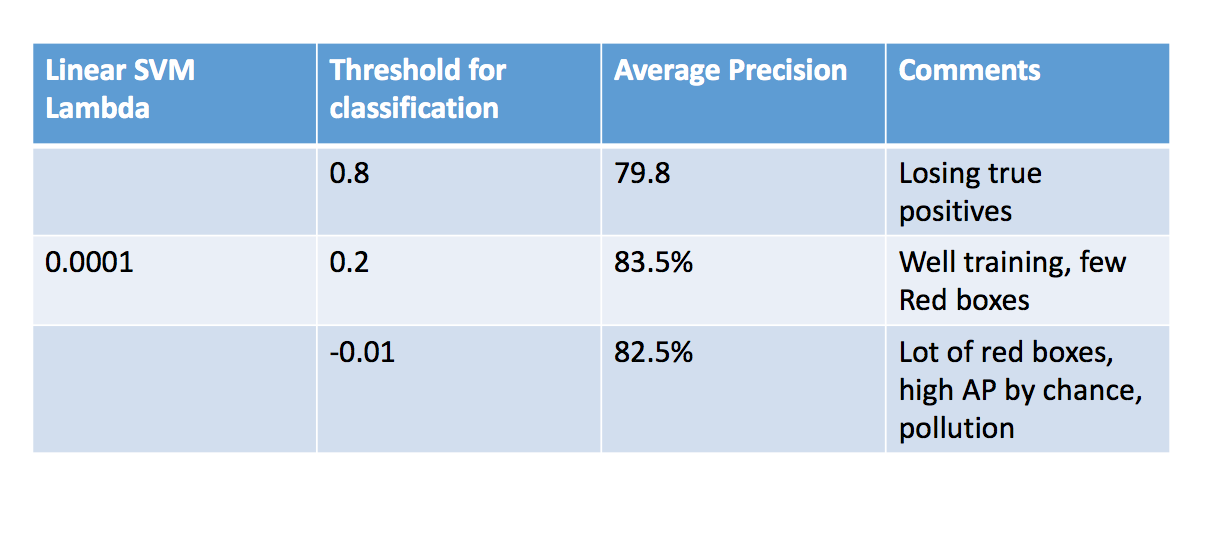 Linear SVM Lambda
Threshold for classification
Average Precision
Comments
0.8
79.8
Losing true
positives
0.0001
0.2
83.5%
Well training, few
Red boxes
-0.01
82.5%
Lot of red boxes,
high AP by chance,
pollution